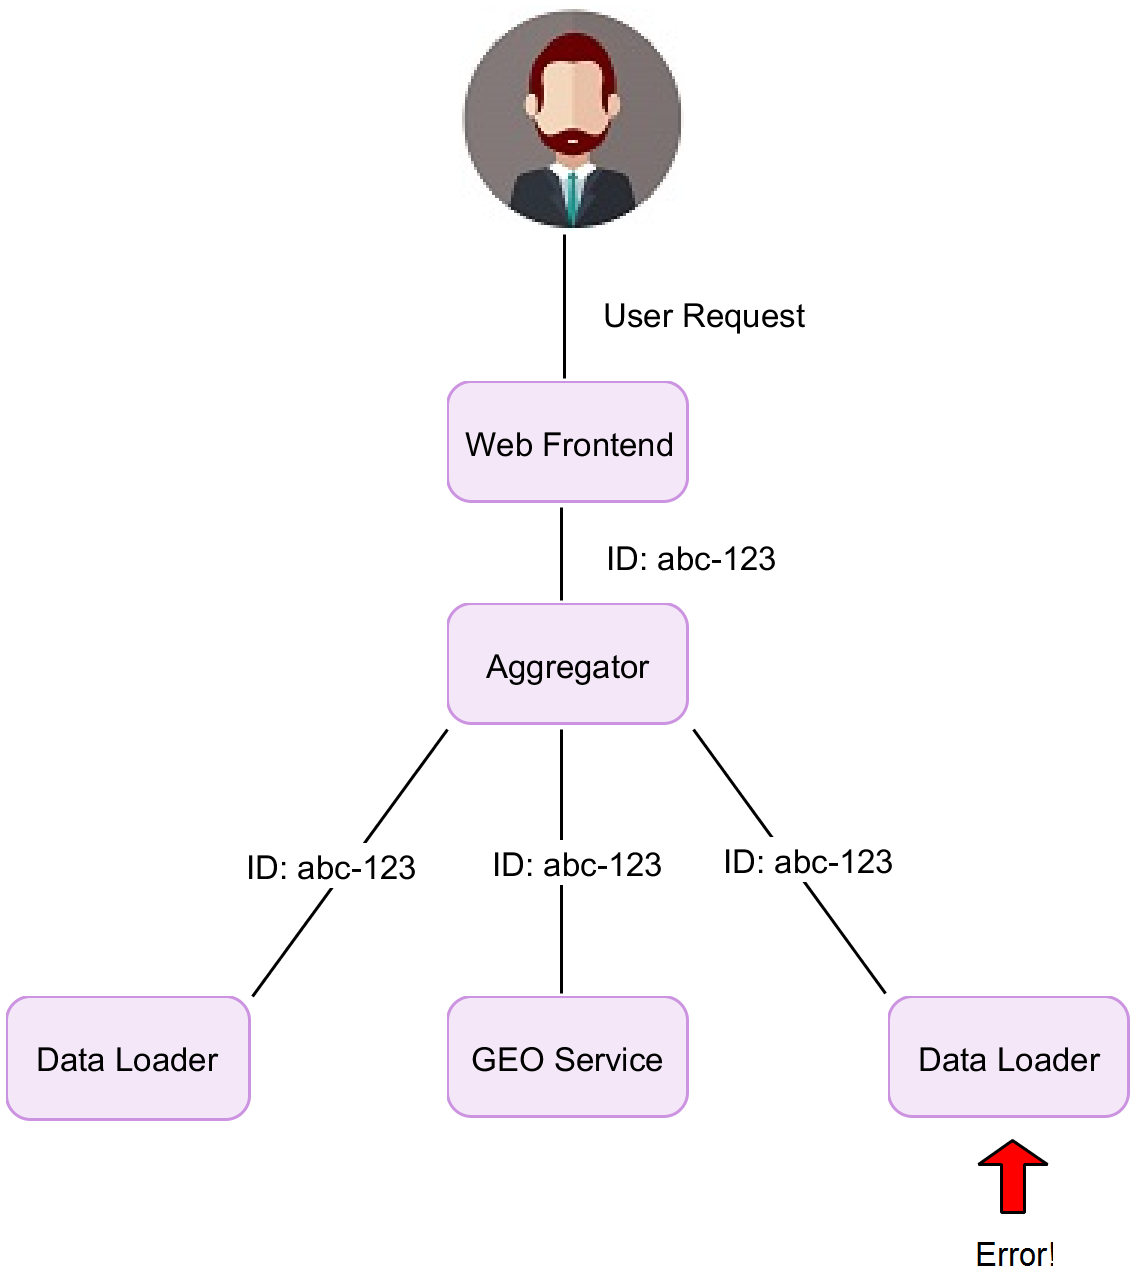 User Request
Web Frontend
ID: abc-123
Aggregator
ID: abc-123
ID: abc-123
ID: abc-123
Data Loader
GEO Service
Data Loader
Error!